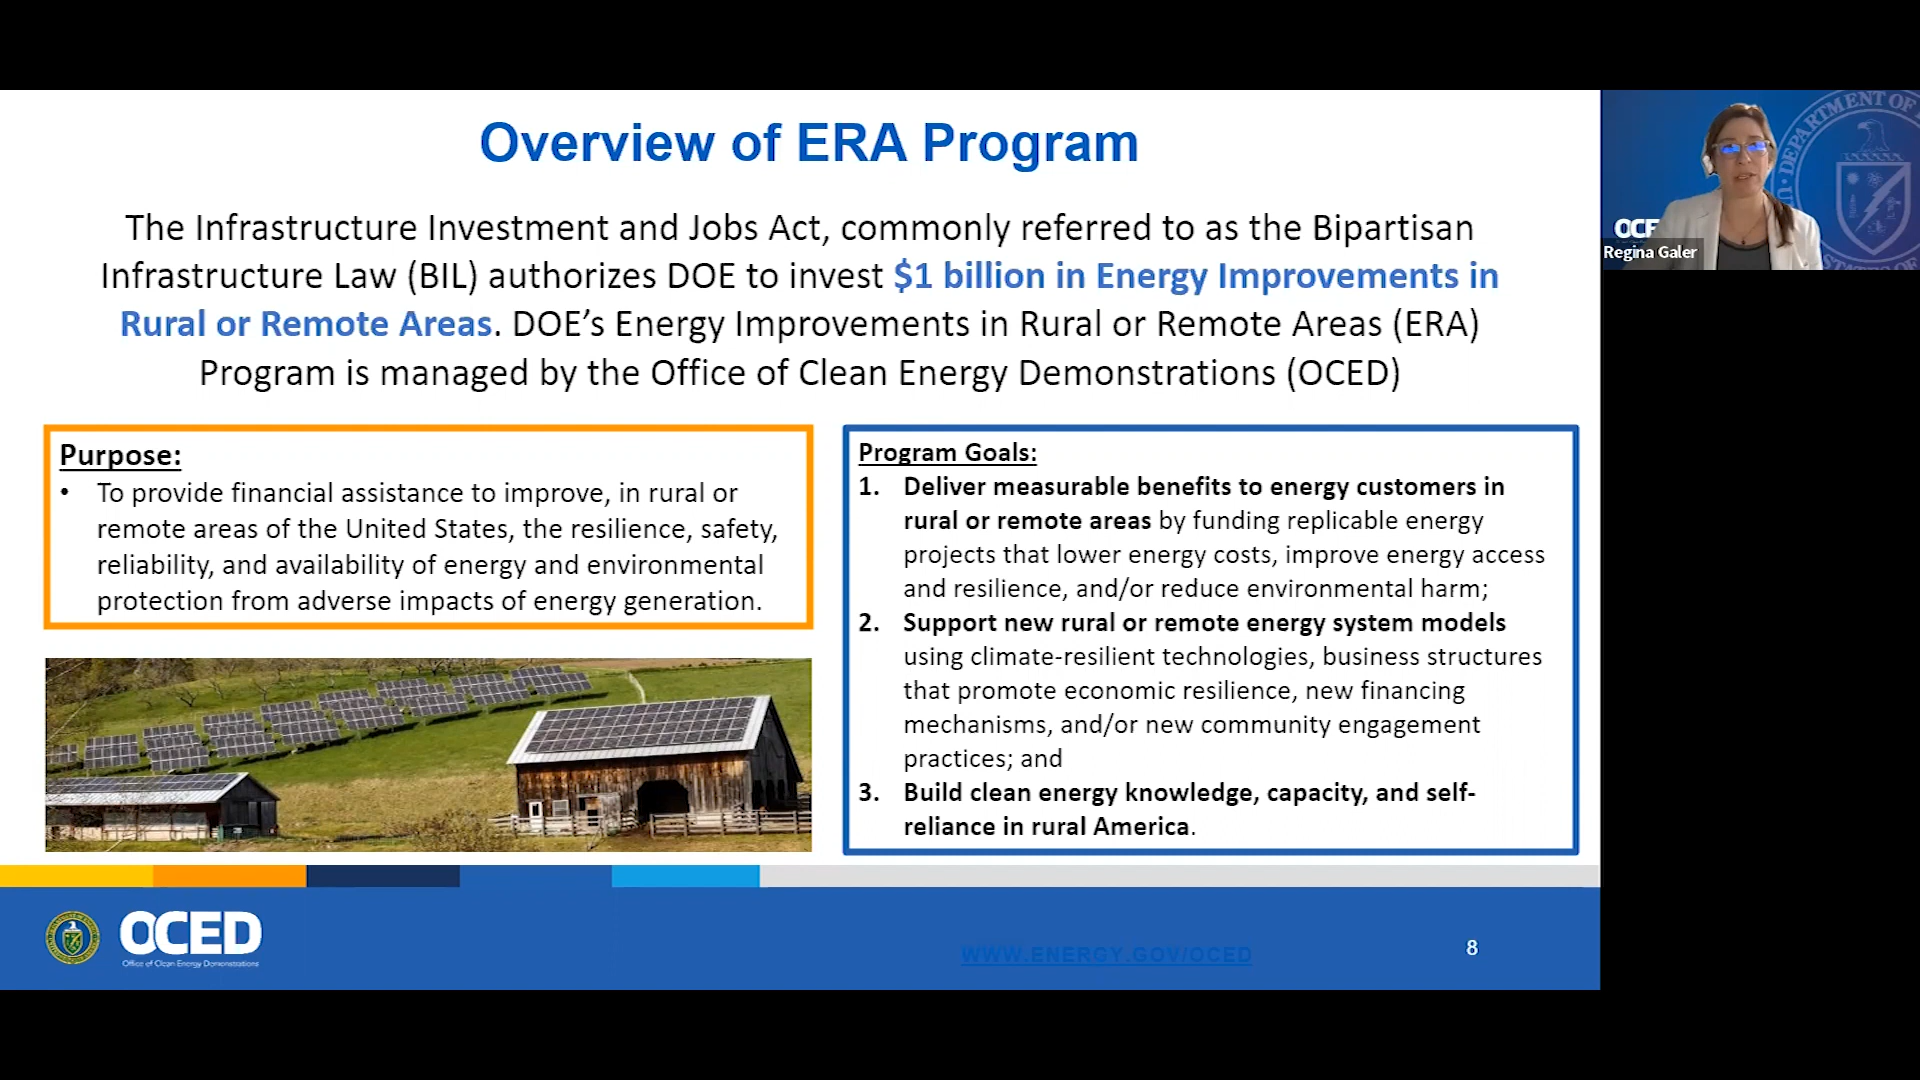 Overview of ERA Program
The Infrastructure Investment and Jobs Act, commonly referred to as the Bipartisan
Infrastructure Law (BIL) authorizes DOE to invest $1 billion in Energy Improvements in
Rural or Remote Areas. DOE’s Energy Improvements in Rural or Remote Areas (ERA)
Program is managed by the Office of Clean Energy Demonstrations (OCED)
Purpose:
• To provide financial assistance to improve, in rural or
remote areas of the United States, the resilience, safety,
reliability, and availability of energy and environmental
protection from adverse impacts of energy generation.
Program Goals:
1. Deliver measurable benefits to energy customers in
rural or remote areas by funding replicable energy
projects that lower energy costs, improve energy access
and resilience, and/or reduce environmental harm;
2. Support new rural or remote energy system models
using climate-resilient technologies, business structures
that promote economic resilience, new financing
mechanisms, and/or new community engagement
practices; and
3. Build clean energy knowledge, capacity, and self-
reliance in rural America.
OCED
Office of Clean Energy Demonstrations
WWW.ENERGY.GOV/OCED
8
DEPARTMENT OF
OCE
Regina Galer